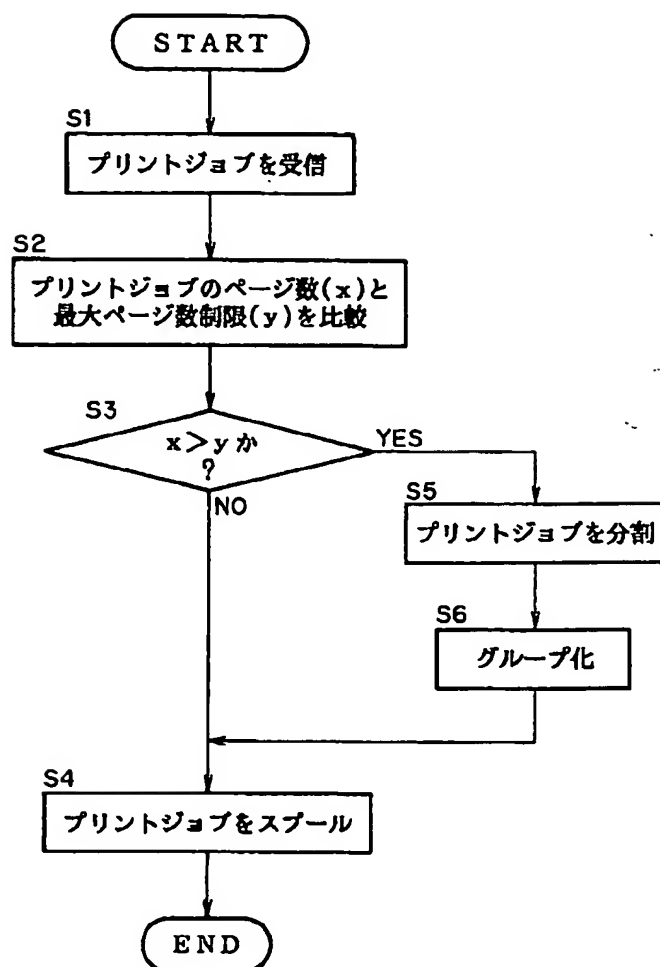 START
S1
プリントジョブを受信
S2
プリントジョブのページ数(x)と
最大ページ数制限(y)を比較
S3
x>yか
?
YES
NO
S5
プリントジョブを分割
S6
グループ化
S4
プリントジョブをスプール
END